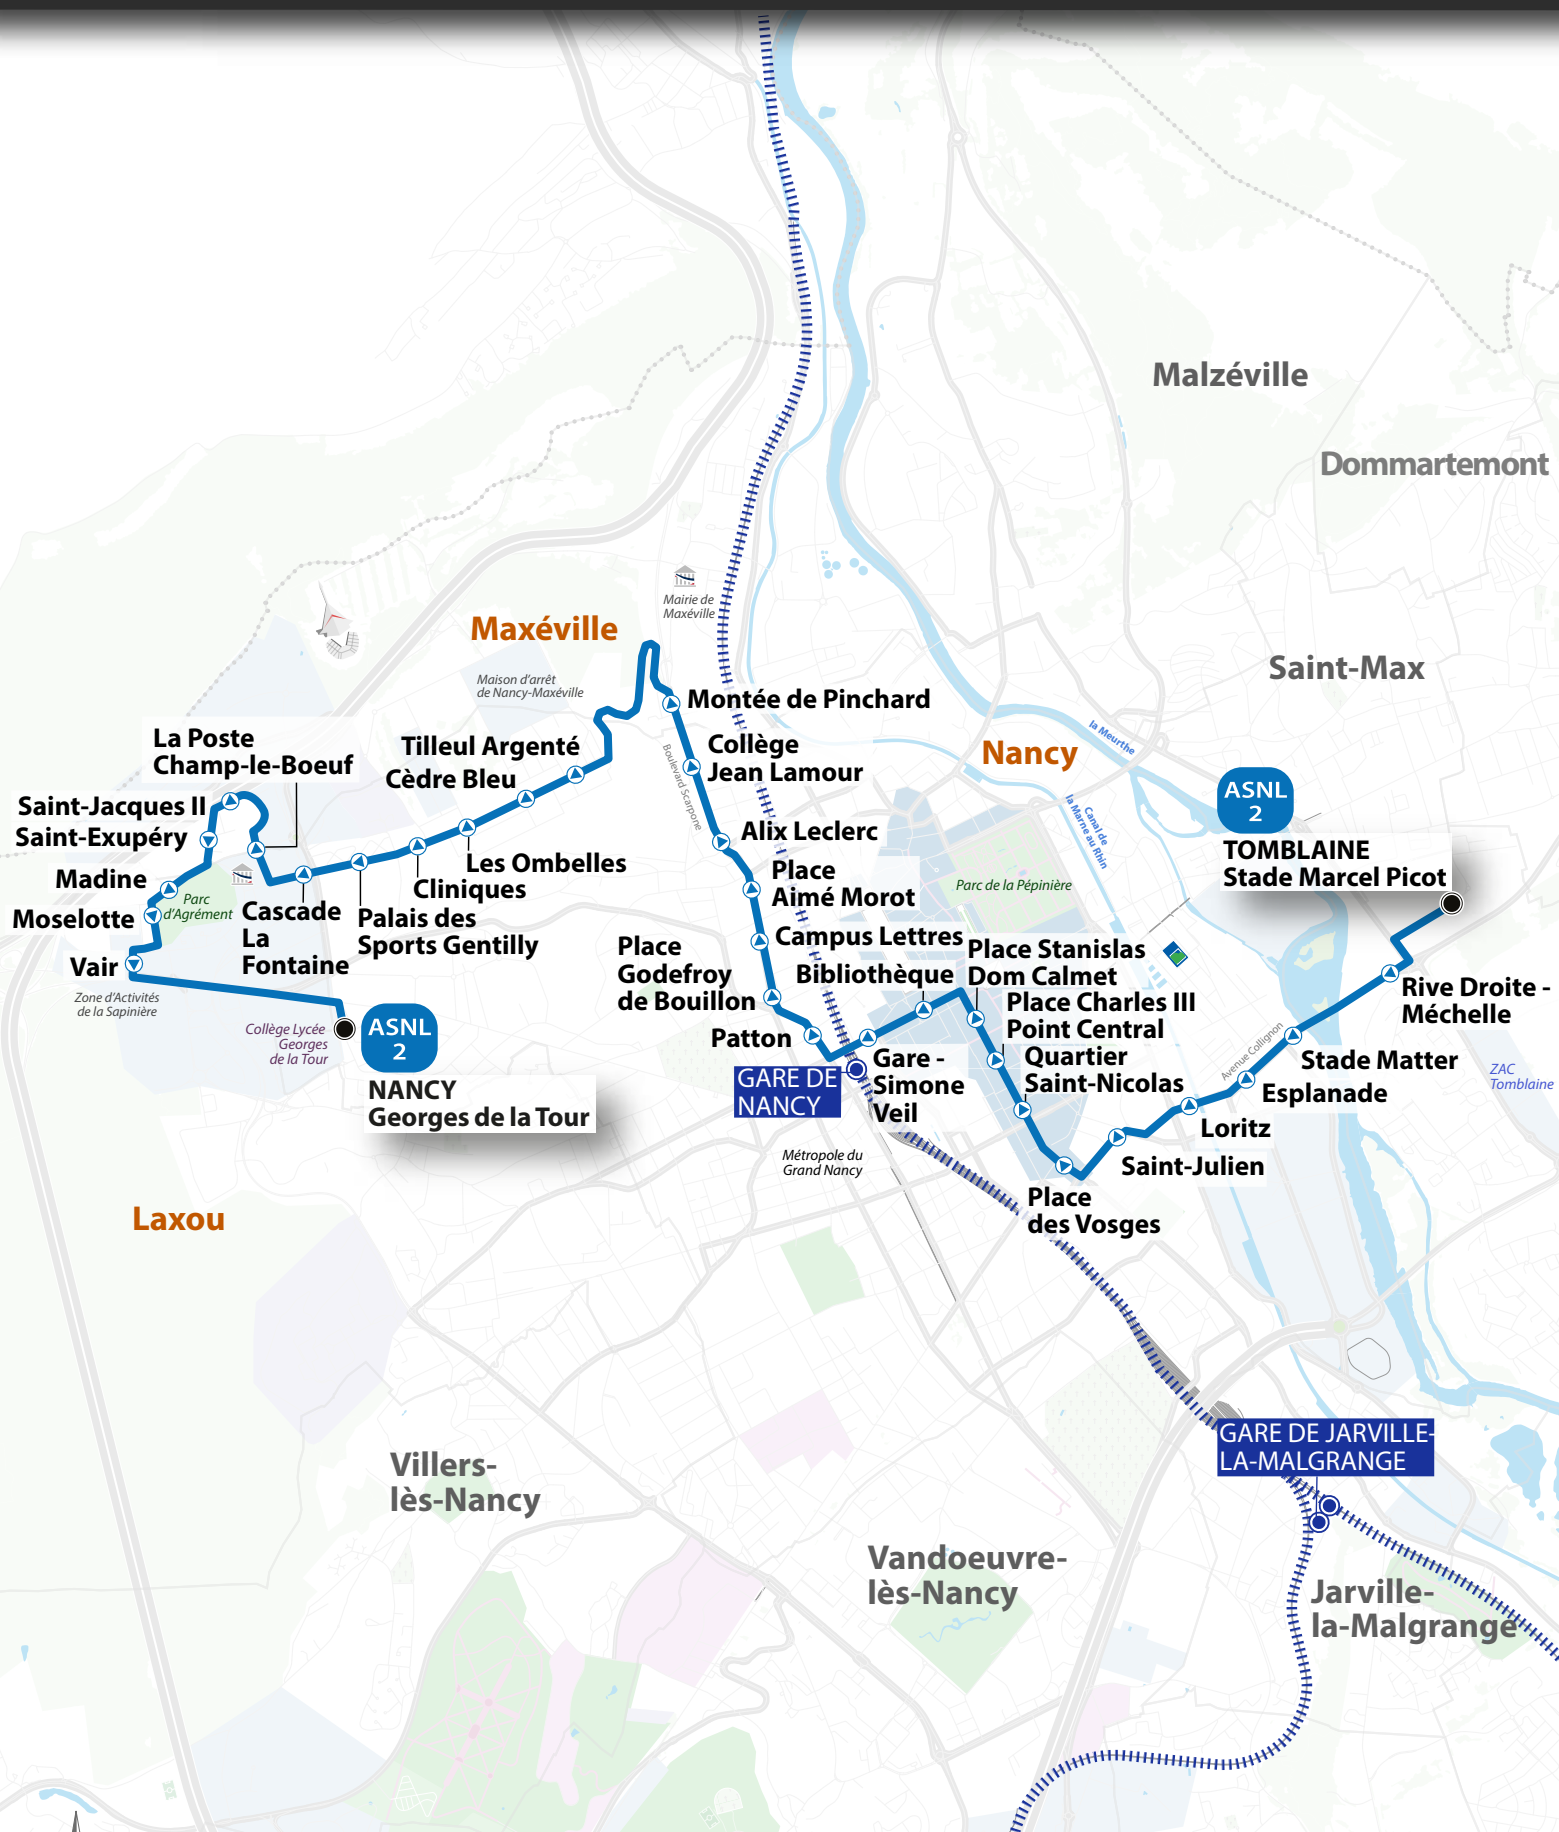 Malzéville
Dommartemont
Mairie de
Maxéville
Maxéville
Saint-Max
Maison d'arrêt
de Nancy-Maxéville
Montée de Pinchard
la Meurthe
La Poste
Champ-le-Boeuf
Tilleul Argenté
Cèdre Bleu
Collège
Jean Lamour
Nancy
Boulevard Scarpone
ASNL
2
Saint-Jacques II
Saint-Exupéry
Canal de
la Marne au Rhin
Alix Leclerc
TOMBLAINE
Stade Marcel Picot
Les Ombelles
Cliniques
Madine
Place
Aimé Morot
Parc de la Pépinière
Parc
d'Agrément
Moselotte
Cascade
La
Fontaine
Palais des
Sports Gentilly
Campus Lettres
Place
Godefroy
de Bouillon
Bibliothèque
Place Stanislas
Dom Calmet
Vair
Zone d'Activités
de la Sapinière
Place Charles III
Point Central
Rive Droite -
Méchelle
Collège Lycée
Georges
de la Tour
ASNL
2
Patton
Quartier
Saint-Nicolas
Avenue Collignon
Stade Matter
Gare -
Simone
Veil
GARE DE
NANCY
ZAC
Tomblaine
Esplanade
NANCY
Georges de la Tour
Loritz
Métropole du
Grand Nancy
Saint-Julien
Place
des Vosges
Laxou
GARE DE JARVILLE-
LA-MALGRANGE
Villers-
lès-Nancy
Vandoeuvre-
lès-Nancy
Jarville-
la-Malgrange